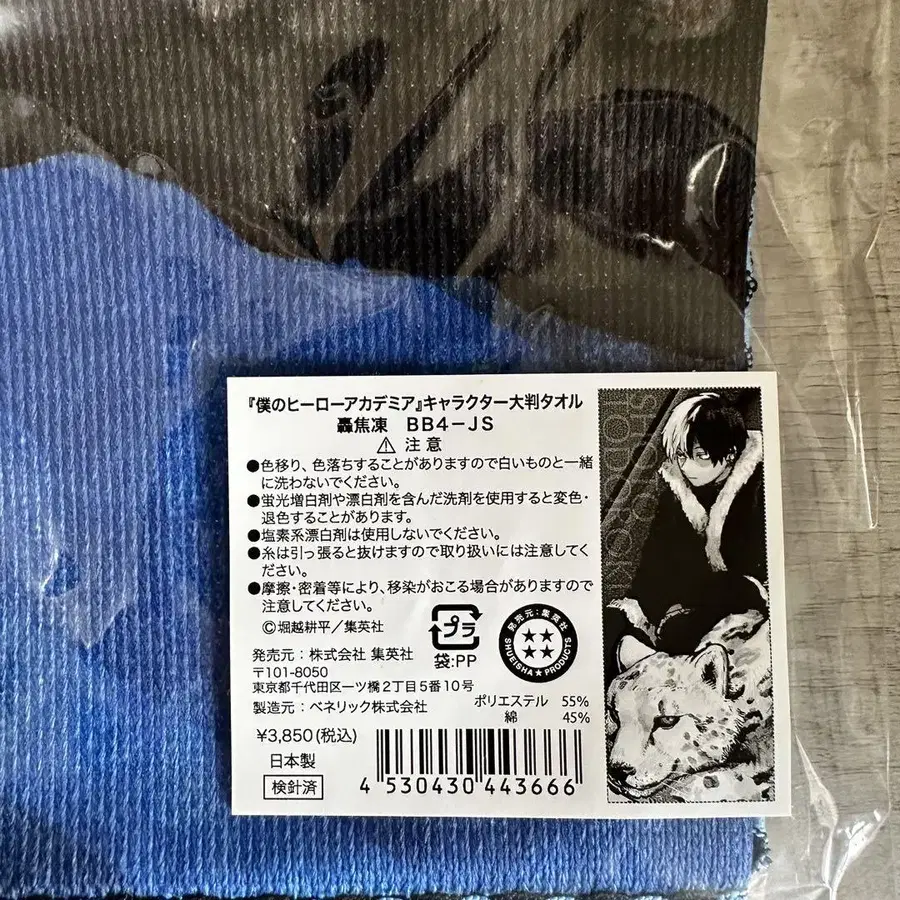 『僕のヒーローアカデミア』キャラクター大判タオル
轟焦凍 BB4-JS
⚠ 注意
●色移り、色落ちすることがありますので白いものと一緒
に洗わないでください。
●蛍光増白剤や漂白剤を含んだ洗剤を使用すると変色・
退色することがあります。
●塩素系漂白剤は使用しないでください。
●糸は引っ張ると抜けますので取り扱いには注意してく
ださい。
●摩擦・密着等により、移染がおこる場合がありますので
注意してください。
©堀越耕平／集英社
プラ
袋:PP
発売元:集英社
SHUEISHA★PRODUCTS
発売元：株式会社 集英社
〒101-8050
東京都千代田区一ツ橋2丁目5番10号
製造元：ベネリック株式会社
ポリエステル 55%
綿 45%
¥3,850(税込)
日本製
検針済
4 530430 443666
SHOTO
TODOROKI